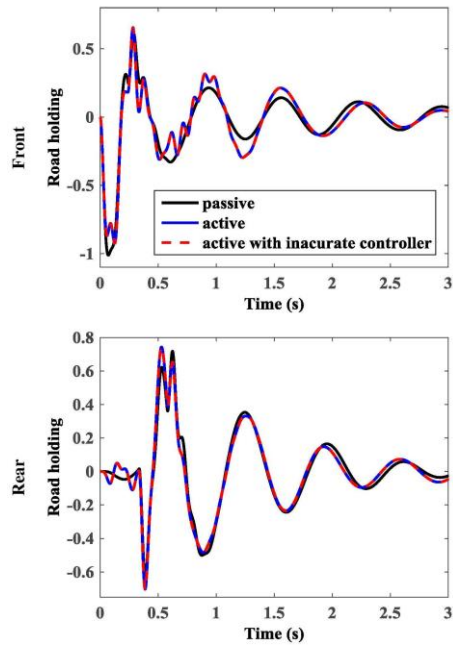 Front
Road holding
0.5
0
-0.5
-1
passive
active
active with inacurate controller
0
0.5
1
1.5
2
2.5
3
Time (s)
Rear
Road holding
0.8
0.6
0.4
0.2
0
-0.2
-0.4
-0.6
0
0.5
1
1.5
2
2.5
3
Time (s)